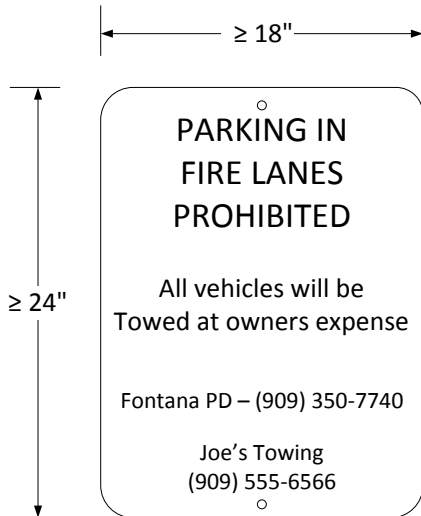 ≥ 18"
PARKING IN
FIRE LANES
PROHIBITED
All vehicles will be
Towed at owners expense
≥ 24"
Fontana PD – (909) 350-7740
Joe's Towing
(909) 555-6566